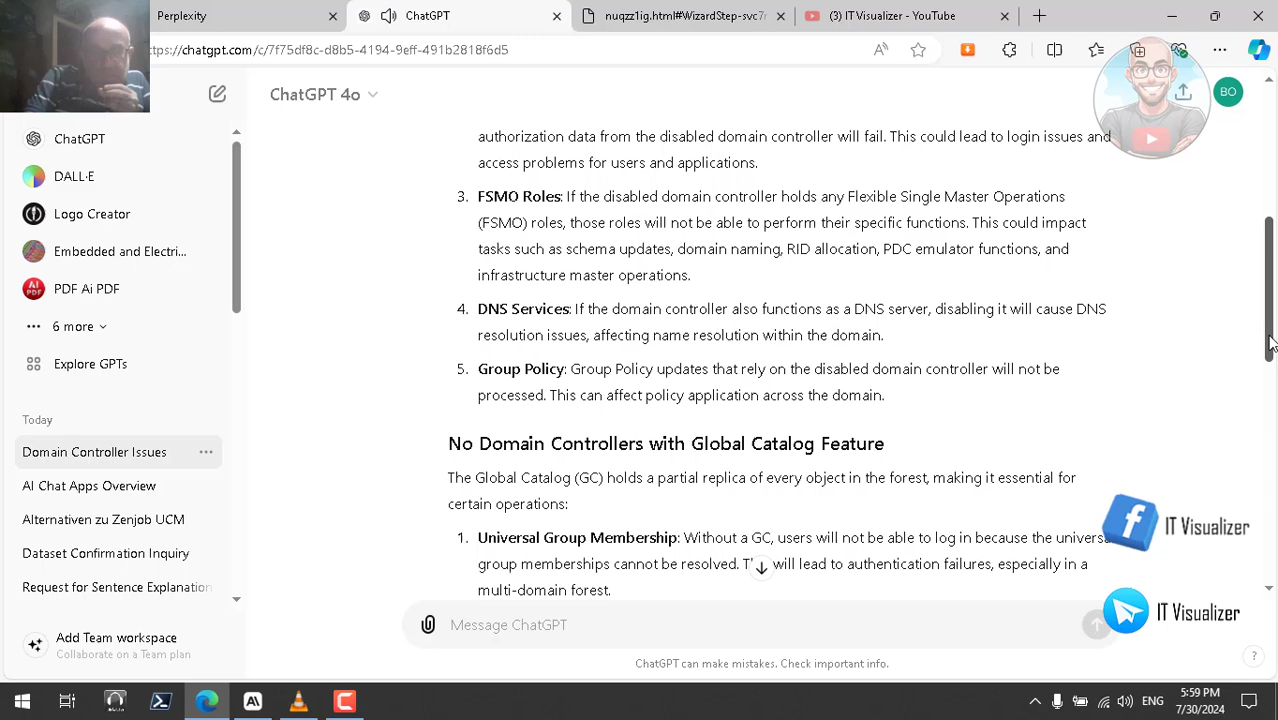 Perplexity
ChatGPT
nuqzz1ig.html#WizardStep-svc7r
(3) IT Visualizer - YouTube
ttps://chatgpt.com/c/7f75df8c-d8b5-4194-9eff-491b2818f6d5
ChatGPT 4o
BO
ChatGPT
DALL·E
Logo Creator
Embedded and Electri...
PDF Ai PDF
6 more
Explore GPTs
Today
Domain Controller Issues
AI Chat Apps Overview
Alternativen zu Zenjob UCM
Dataset Confirmation Inquiry
Request for Sentence Explanation
Add Team workspace
Collaborate on a Team plan
authorization data from the disabled domain controller will fail. This could lead to login issues and
access problems for users and applications.
3. FSMO Roles: If the disabled domain controller holds any Flexible Single Master Operations
(FSMO) roles, those roles will not be able to perform their specific functions. This could impact
tasks such as schema updates, domain naming, RID allocation, PDC emulator functions, and
infrastructure master operations.
4. DNS Services: If the domain controller also functions as a DNS server, disabling it will cause DNS
resolution issues, affecting name resolution within the domain.
5. Group Policy: Group Policy updates that rely on the disabled domain controller will not be
processed. This can affect policy application across the domain.
No Domain Controllers with Global Catalog Feature
The Global Catalog (GC) holds a partial replica of every object in the forest, making it essential for
certain operations:
1. Universal Group Membership: Without a GC, users will not be able to log in because the universa
group memberships cannot be resolved. T will lead to authentication failures, especially in a
multi-domain forest.
Message ChatGPT
ChatGPT can make mistakes. Check important info.
?
IT Visualizer
IT Visualizer
ENG
5:59 PM
7/30/2024